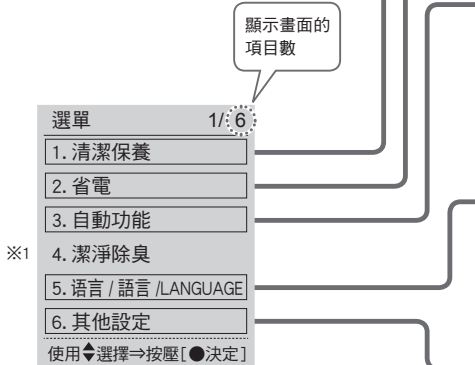 顯示畫面的
項目數
選單 1/ 6
1. 清潔保養
2. 省電
3. 自動功能
※1 4. 潔淨除臭
5. 语言 / 語言 /LANGUAGE
6. 其他設定
使用◆選擇⇒按壓[●決定]